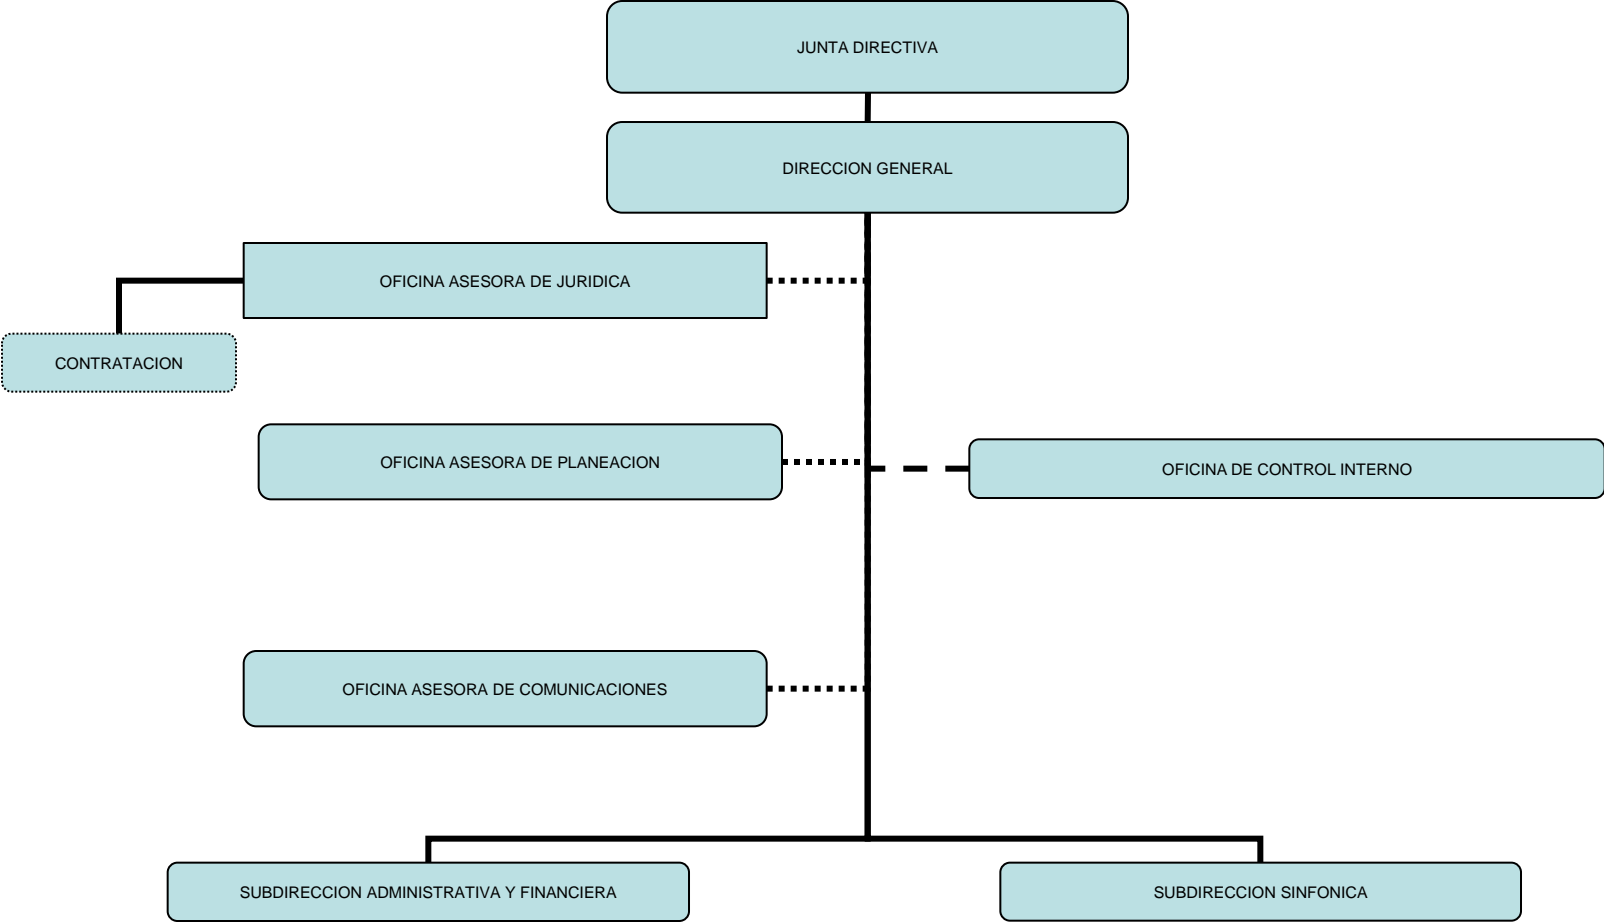 JUNTA DIRECTIVA
DIRECCION GENERAL
OFICINA ASESORA DE JURIDICA
CONTRATACION
OFICINA ASESORA DE PLANEACION
OFICINA DE CONTROL INTERNO
OFICINA ASESORA DE COMUNICACIONES
SUBDIRECCION ADMINISTRATIVA Y FINANCIERA
SUBDIRECCION SINFONICA